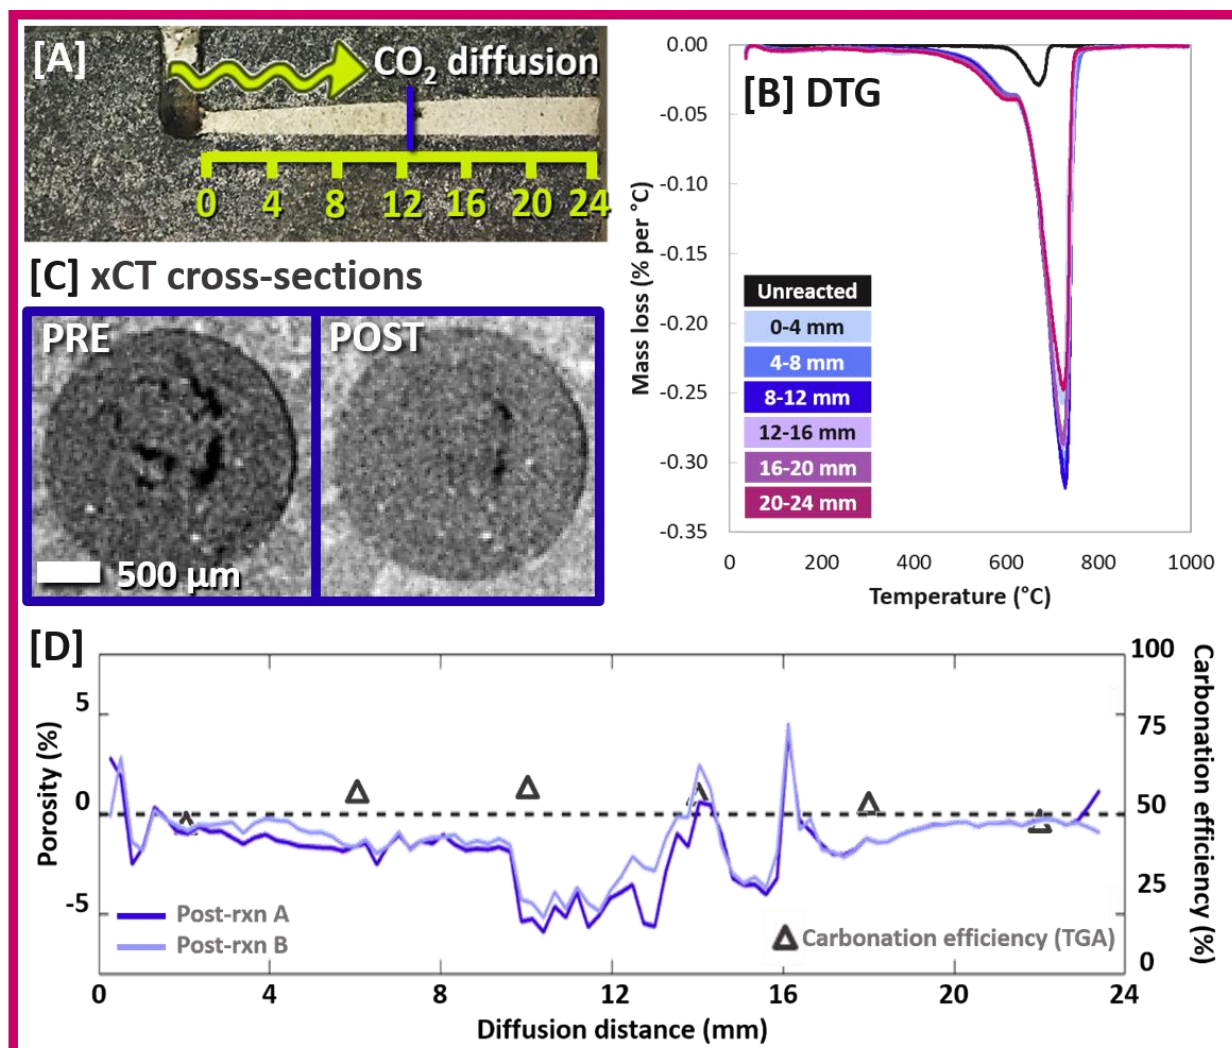 [A]
CO2 diffusion
0 4 8 12 16 20 24
[B] DTG
0.00
-0.05
-0.10
-0.15
-0.20
-0.25
-0.30
-0.35
Mass loss (% per °C)
Unreacted
0-4 mm
4-8 mm
8-12 mm
12-16 mm
16-20 mm
20-24 mm
0 200 400 600 800 1000
Temperature (°C)
[C] xCT cross-sections
PRE
POST
500 µm
[D]
5
0
-5
Porosity (%)
100
75
50
25
0
Carbonation efficiency (%)
Post-rxn A
Post-rxn B
Carbonation efficiency (TGA)
0 4 8 12 16 20 24
Diffusion distance (mm)